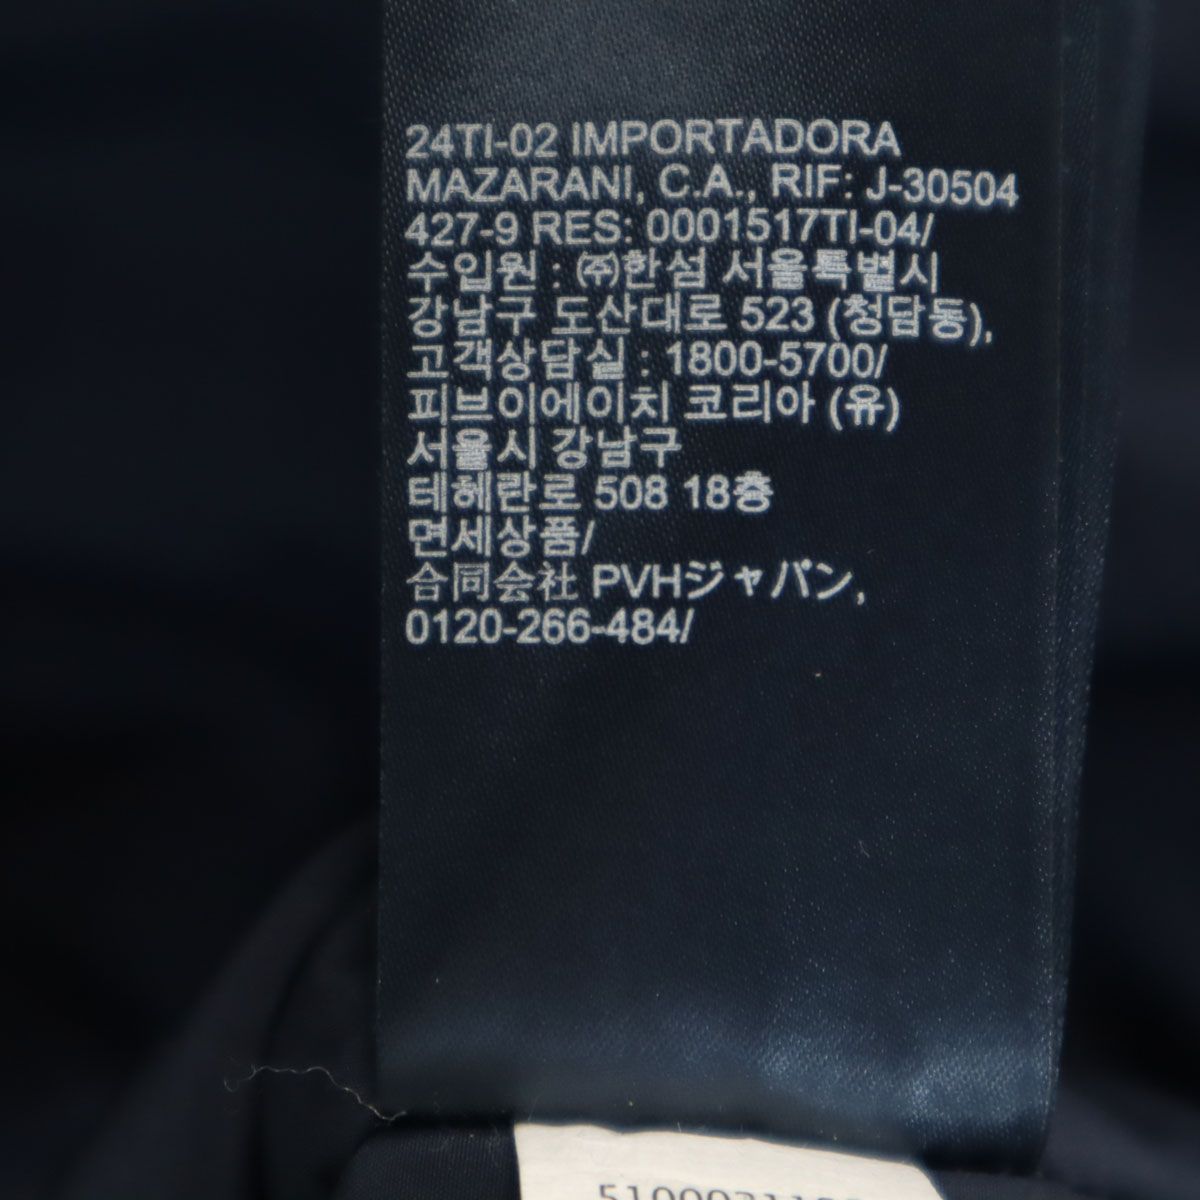 24TI-02 IMPORTADORA
MAZARANI, C.A., RIF: J-30504
427-9 RES: 0001517TI-04/
수입원 : ㈜한섬 서울특별시
강남구 도산대로 523 (청담동),
고객상담실 : 1800-5700/
피브이에이치 코리아 (유)
서울시 강남구
테헤란로 508 18층
면세상품/
合同会社 PVHジャパン,
0120-266-484/